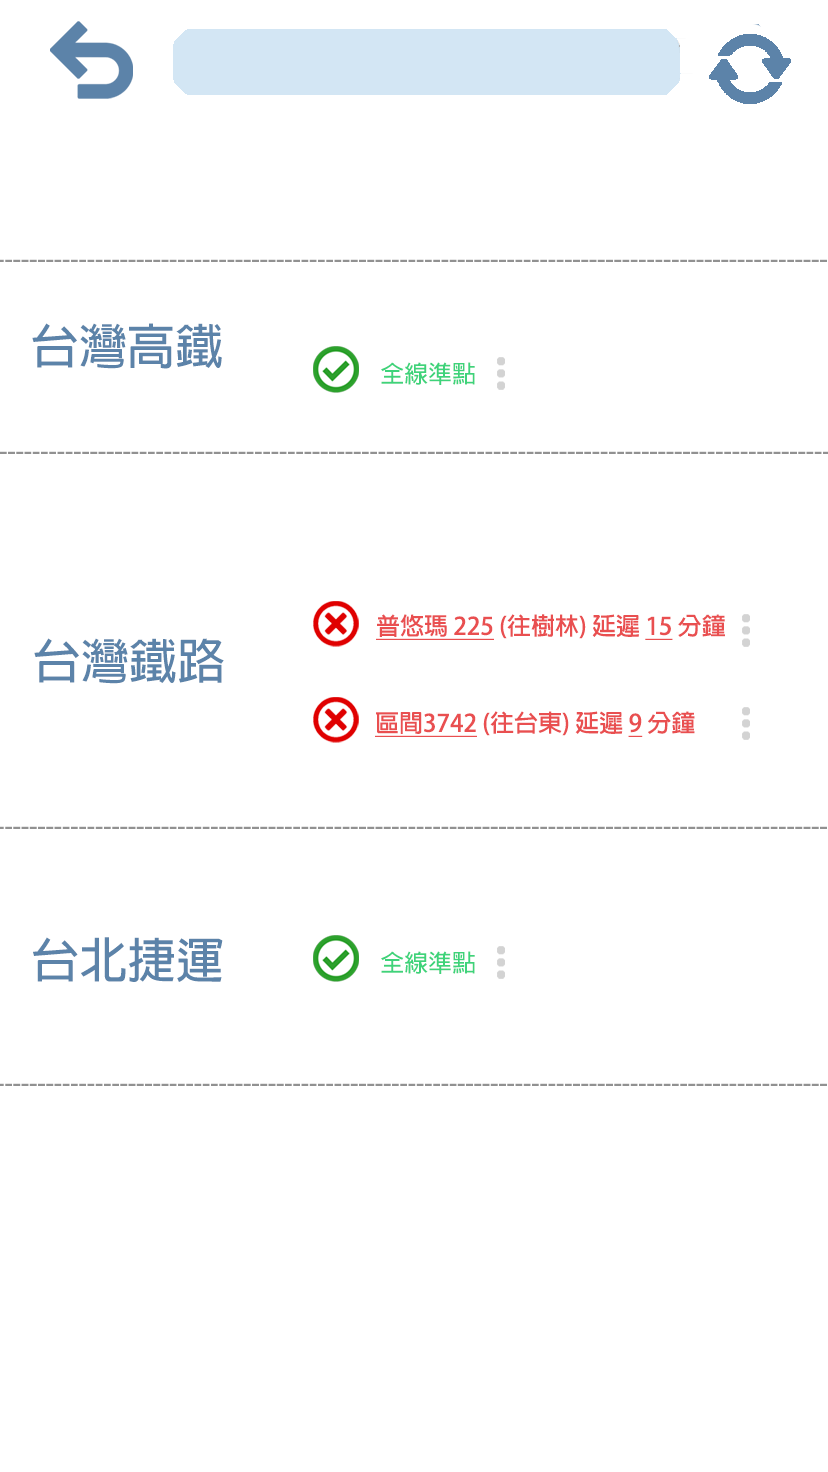 台灣高鐵
全線準點
台灣鐵路
普悠瑪 225 (往樹林) 延遲 15 分鐘
區間3742 (往台東) 延遲 9 分鐘
台北捷運
全線準點